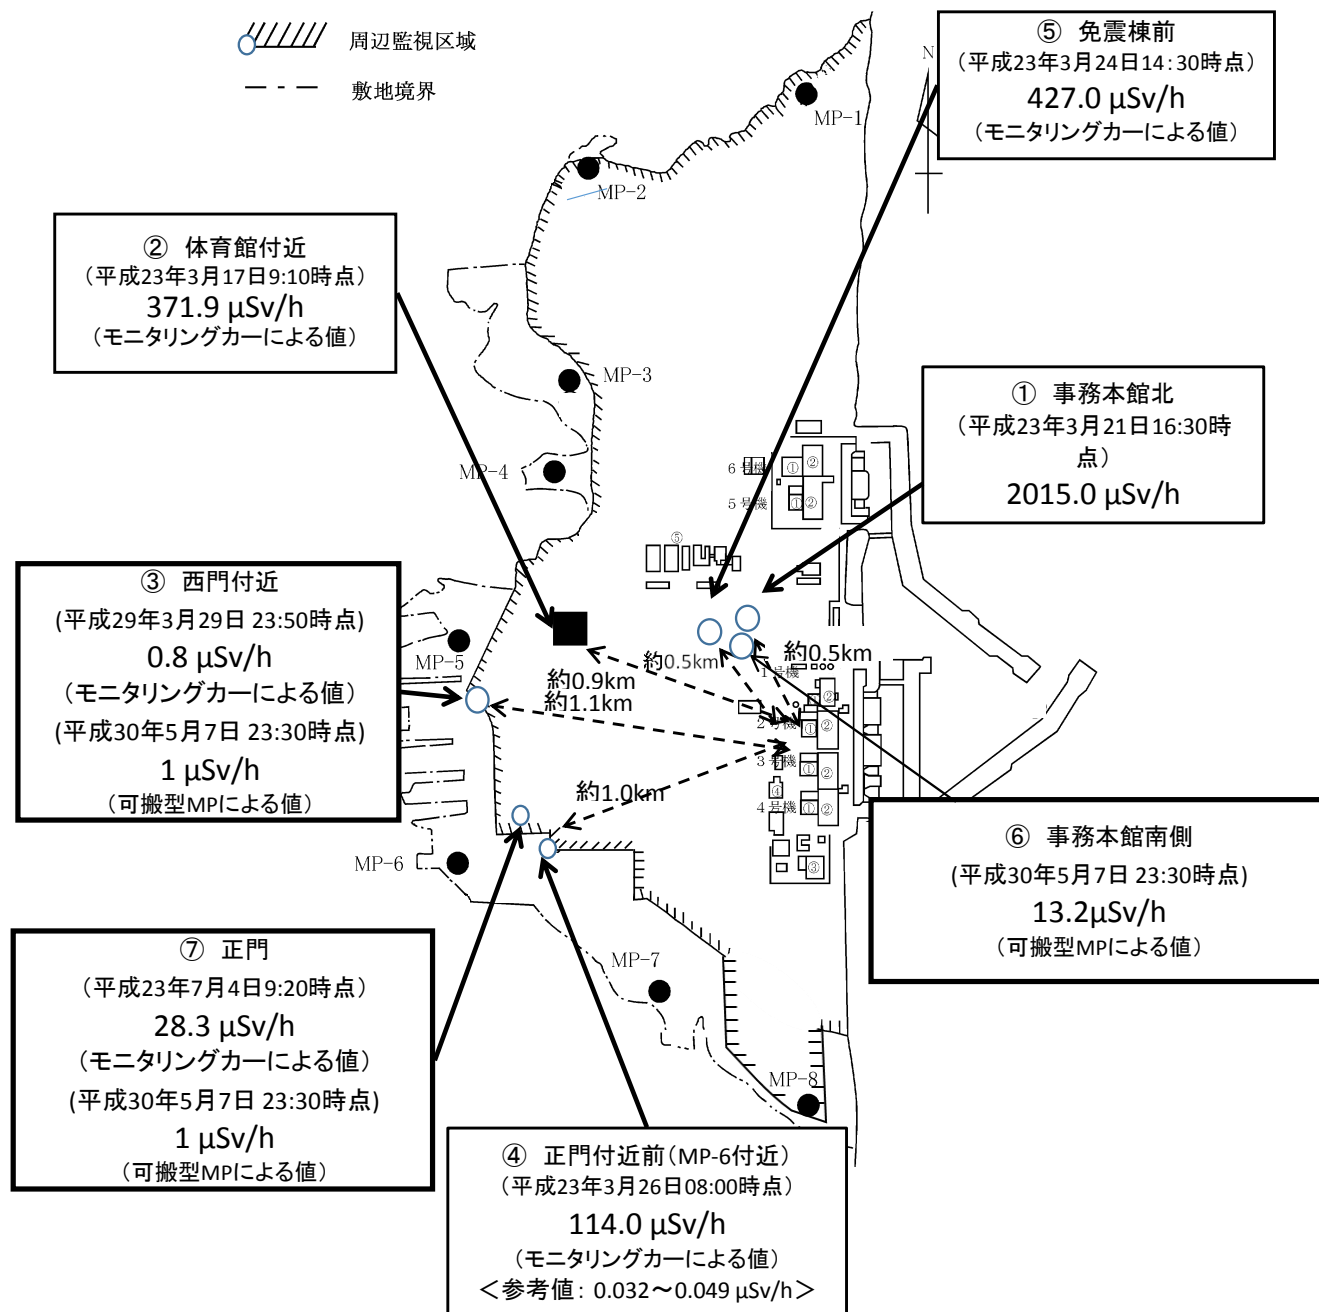 周辺監視区域
敷地境界
⑤ 免震棟前
(平成23年3月24日14:30時点)
427.0 μSv/h
(モニタリングカーによる値)
N
MP-1
MP-2
② 体育館付近
(平成23年3月17日9:10時点)
371.9 μSv/h
(モニタリングカーによる値)
MP-3
① 事務本館北
(平成23年3月21日16:30時
点)
2015.0 μSv/h
MP-4
6号機
① ②
5号機
① ②
⑤
③ 西門付近
(平成29年3月29日 23:50時点)
0.8 μSv/h
(モニタリングカーによる値)
(平成30年5月7日 23:30時点)
1 μSv/h
(可搬型MPによる値)
MP-5
約0.5km
約0.5km
約0.9km
約1.1km
1号機
②
2号機
① ②
3号機
① ②
④
4号機
① ②
③
約1.0km
MP-6
⑥ 事務本館南側
(平成30年5月7日 23:30時点)
13.2μSv/h
(可搬型MPによる値)
⑦ 正門
(平成23年7月4日9:20時点)
28.3 μSv/h
(モニタリングカーによる値)
(平成30年5月7日 23:30時点)
1 μSv/h
(可搬型MPによる値)
MP-7
MP-8
④ 正門付近前(MP-6付近)
(平成23年3月26日08:00時点)
114.0 μSv/h
(モニタリングカーによる値)
<参考値: 0.032~0.049 μSv/h>